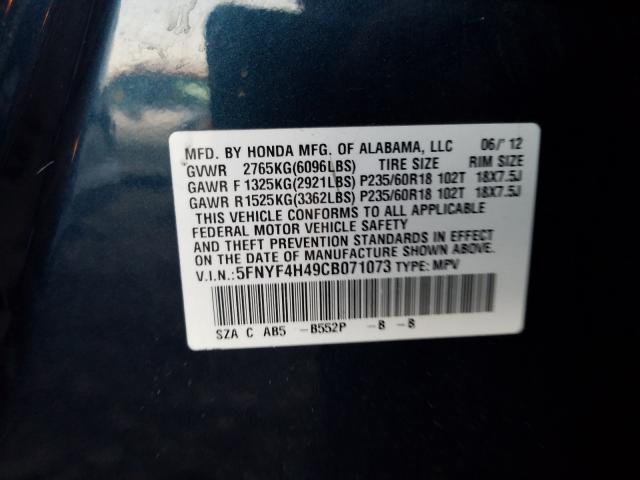 MFD. BY HONDA MFG. OF ALABAMA, LLC 06/12
GVWR 2765KG(6096LBS) TIRE SIZE RIM SIZE
GAWR F 1325KG(2921LBS) P235/60R18 102T 18X7.5J
GAWR R1525KG(3362LBS) P235/60R18 102T 18X7.5J
THIS VEHICLE CONFORMS TO ALL APPLICABLE
FEDERAL MOTOR VEHICLE SAFETY
AND THEFT PREVENTION STANDARDS IN EFFECT
ON THE DATE OF MANUFACTURE SHOWN ABOVE.
V.I.N.:5FNYF4H49CB071073 TYPE: MPV
SZA C AB5 -B552P -B -B